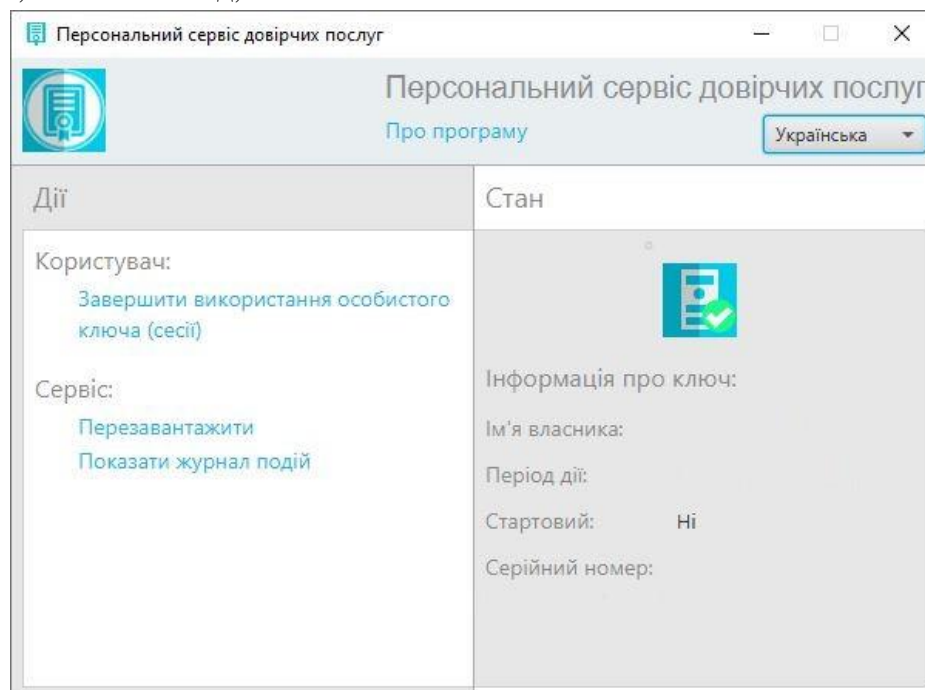 Персональний сервіс довірчих послуг
Персональний сервіс довірчих послуг
Про програму
Українська
Дії
Стан
Користувач:
Завершити використання особистого
ключа (сесії)
Сервіс:
Перезавантажити
Показати журнал подій
Інформація про ключ:
Ім'я власника:
Період дії:
Стартовий: Ні
Серійний номер: